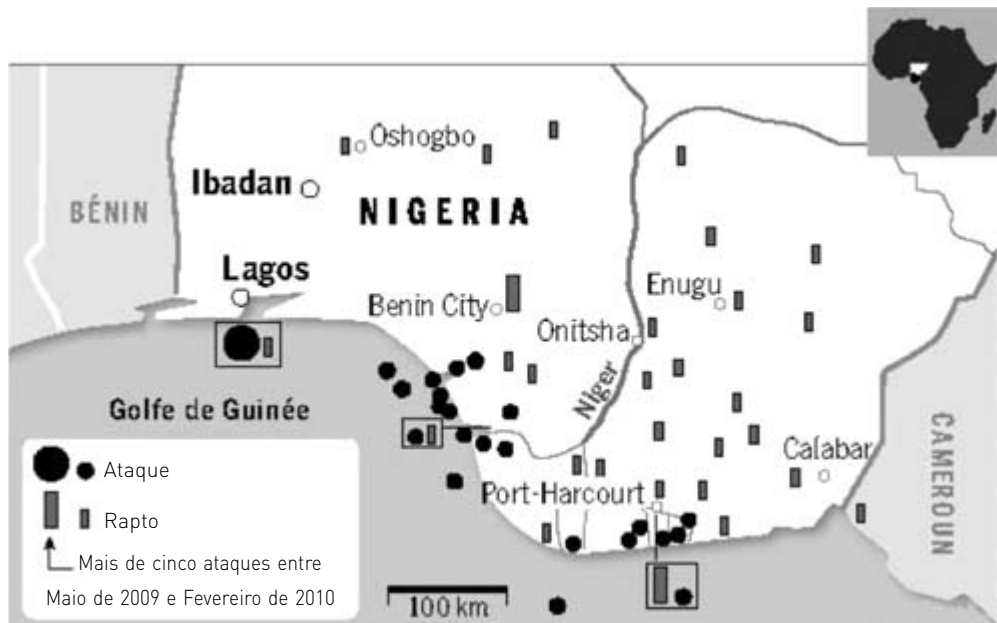 Oshogbo
Ibadan
BÉNIN
NIGERIA
Lagos
Enugu
Benin City
Onitsha
Niger
Golfe de Guinée
CAMEROUN
Calabar
Port-Harcourt
Ataque
Rapto
Mais de cinco ataques entre
Maio de 2009 e Fevereiro de 2010
100 km